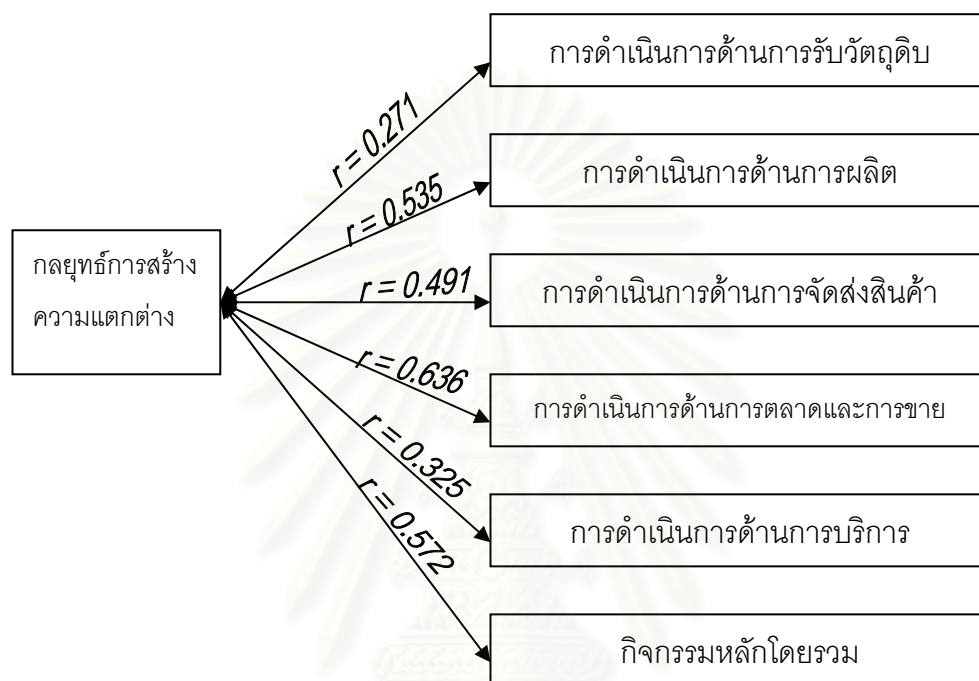 การดำเนินการด้านการรับวัตถุดิบ
r = 0.271
การดำเนินการด้านการผลิต
r = 0.535
กลยุทธ์การสร้าง
ความแตกต่าง
r = 0.491
การดำเนินการด้านการจัดส่งสินค้า
r = 0.636
การดำเนินการด้านการตลาดและการขาย
r = 0.325
การดำเนินการด้านการบริการ
r = 0.572
กิจกรรมหลักโดยรวม